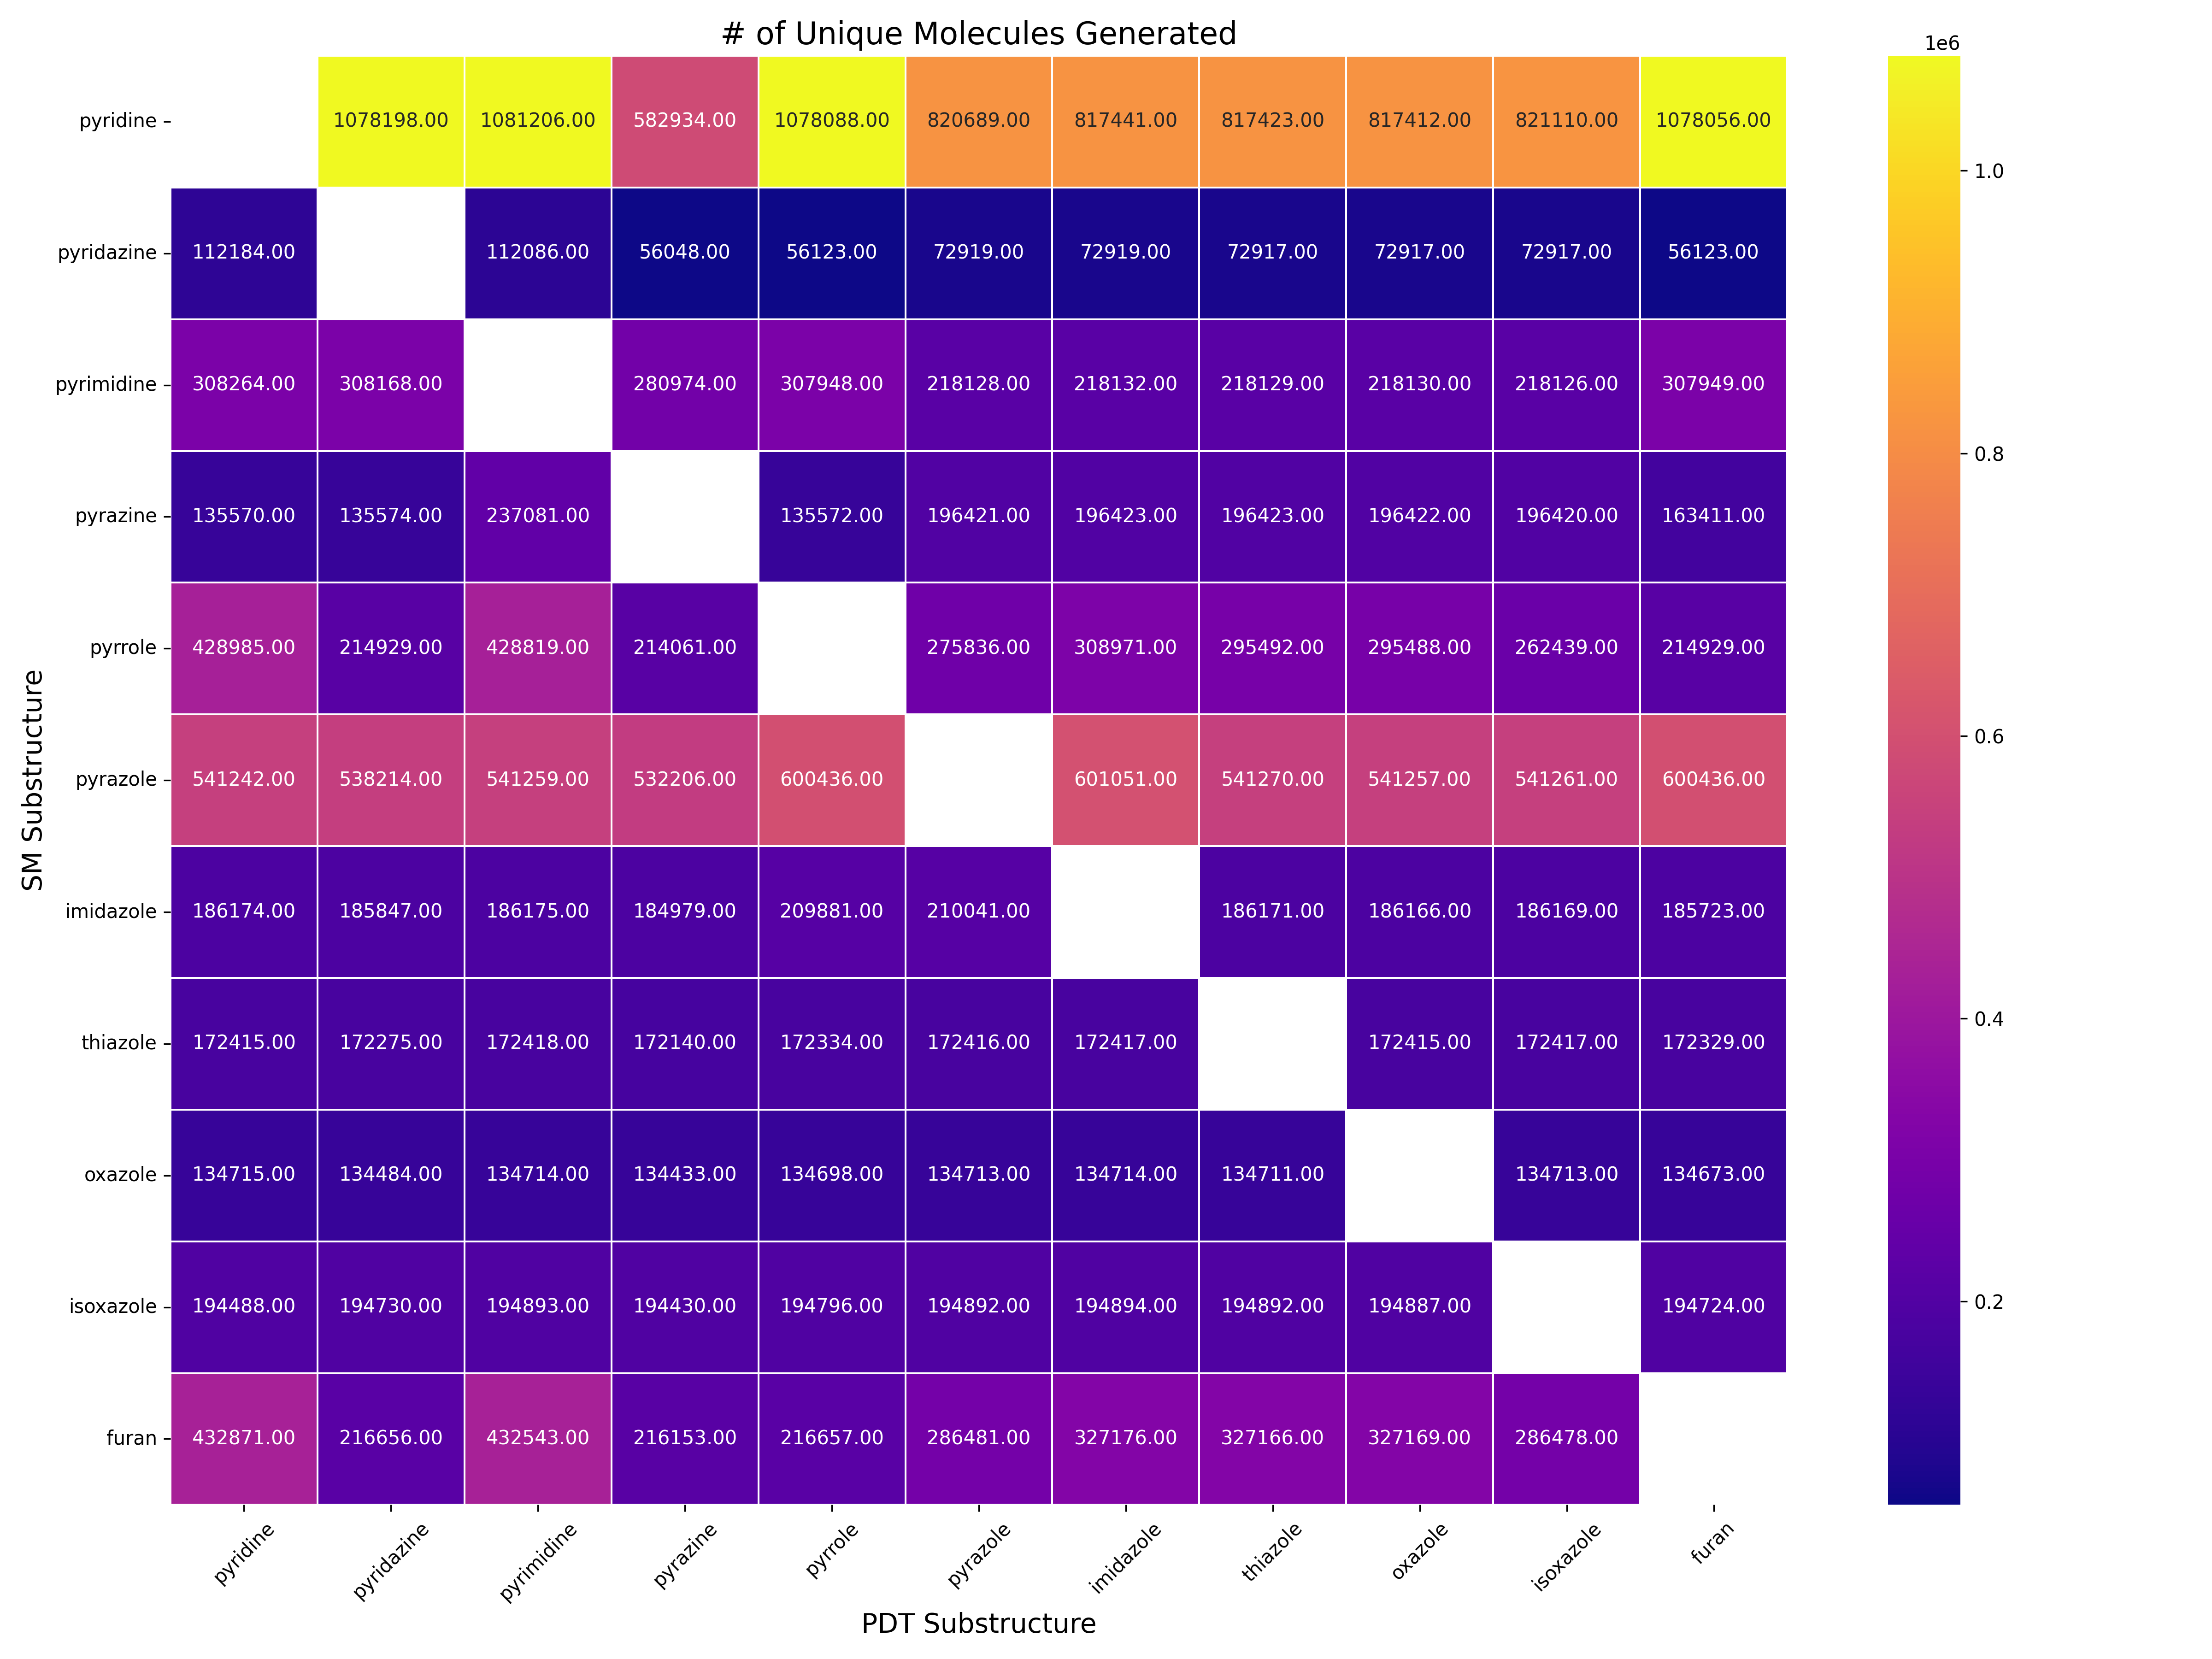 # of Unique Molecules Generated
1e6
pyridine 1078198.00 1081206.00 582934.00 1078088.00 820689.00 817441.00 817423.00 817412.00 821110.00 1078056.00
1.0
pyridazine 112184.00 112086.00 56048.00 56123.00 72919.00 72919.00 72917.00 72917.00 72917.00 56123.00
pyrimidine 308264.00 308168.00 280974.00 307948.00 218128.00 218132.00 218129.00 218130.00 218126.00 307949.00
0.8
pyrazine 135570.00 135574.00 237081.00 135572.00 196421.00 196423.00 196423.00 196422.00 196420.00 163411.00
pyrrole 428985.00 214929.00 428819.00 214061.00 275836.00 308971.00 295492.00 295488.00 262439.00 214929.00
0.6
SM Substructure
pyrazole 541242.00 538214.00 541259.00 532206.00 600436.00 601051.00 541270.00 541257.00 541261.00 600436.00
imidazole 186174.00 185847.00 186175.00 184979.00 209881.00 210041.00 186171.00 186166.00 186169.00 185723.00
0.4
thiazole 172415.00 172275.00 172418.00 172140.00 172334.00 172416.00 172417.00 172415.00 172417.00 172329.00
oxazole 134715.00 134484.00 134714.00 134433.00 134698.00 134713.00 134714.00 134711.00 134713.00 134673.00
isoxazole 194488.00 194730.00 194893.00 194430.00 194796.00 194892.00 194894.00 194892.00 194887.00 194724.00
0.2
furan 432871.00 216656.00 432543.00 216153.00 216657.00 286481.00 327176.00 327166.00 327169.00 286478.00
pyridine pyridazine pyrimidine pyrazine pyrrole pyrazole imidazole thiazole oxazole isoxazole furan
PDT Substructure